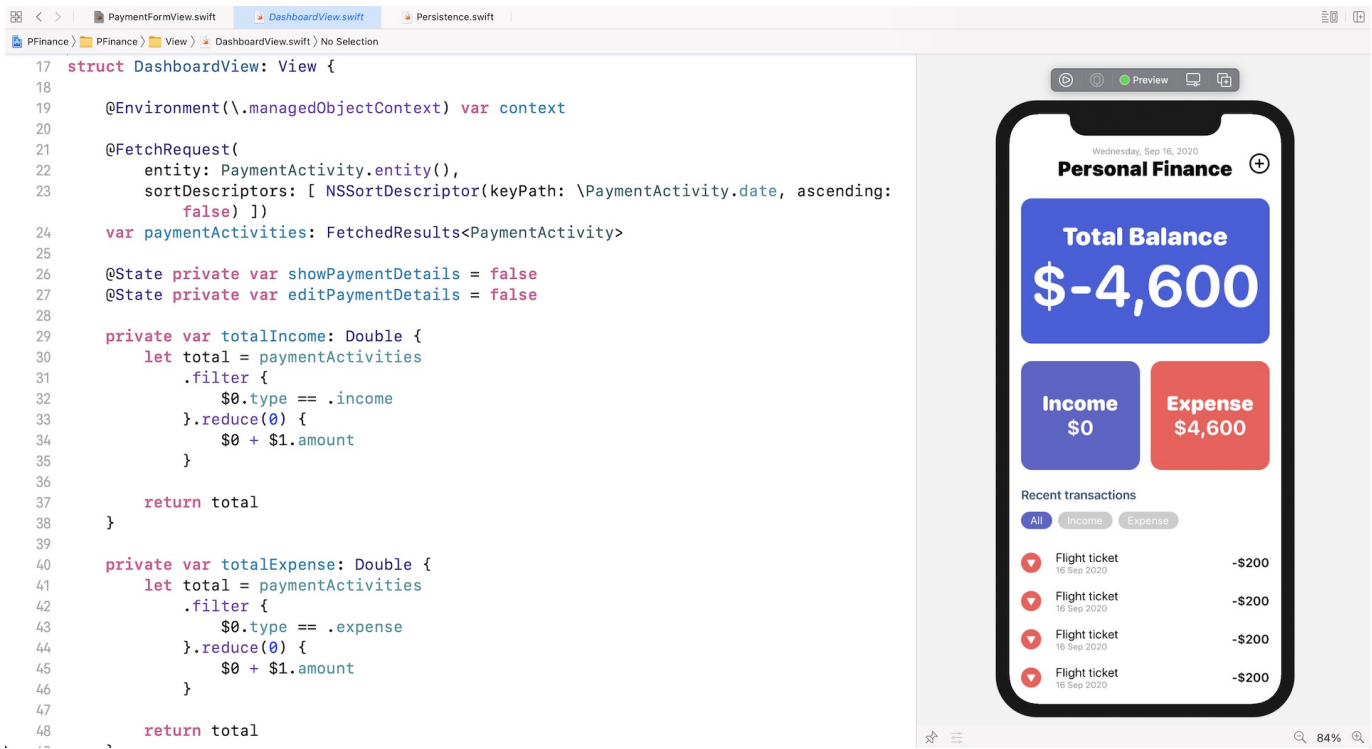 PaymentFormView.swift DashboardView.swift Persistence.swift
PFinance 〉 PFinance 〉 View 〉 DashboardView.swift 〉 No Selection
17 struct DashboardView: View {
18
19 @Environment(\.managedObjectContext) var context
20
21 @FetchRequest(
22 entity: PaymentActivity.entity(),
23 sortDescriptors: [ NSSortDescriptor(keyPath: \PaymentActivity.date, ascending:
false) ])
24 var paymentActivities: FetchedResults<PaymentActivity>
25
26 @State private var showPaymentDetails = false
27 @State private var editPaymentDetails = false
28
29 private var totalIncome: Double {
30 let total = paymentActivities
31 .filter {
32 $0.type == .income
33 }.reduce(0) {
34 $0 + $1.amount
35 }
36
37 return total
38 }
39
40 private var totalExpense: Double {
41 let total = paymentActivities
42 .filter {
43 $0.type == .expense
44 }.reduce(0) {
45 $0 + $1.amount
46 }
47
48 return total
Preview
Wednesday, Sep 16, 2020
Personal Finance
Total Balance
$-4,600
Income
$0
Expense
$4,600
Recent transactions
All Income Expense
Flight ticket -$200
16 Sep 2020
Flight ticket -$200
16 Sep 2020
Flight ticket -$200
16 Sep 2020
Flight ticket -$200
16 Sep 2020
84%